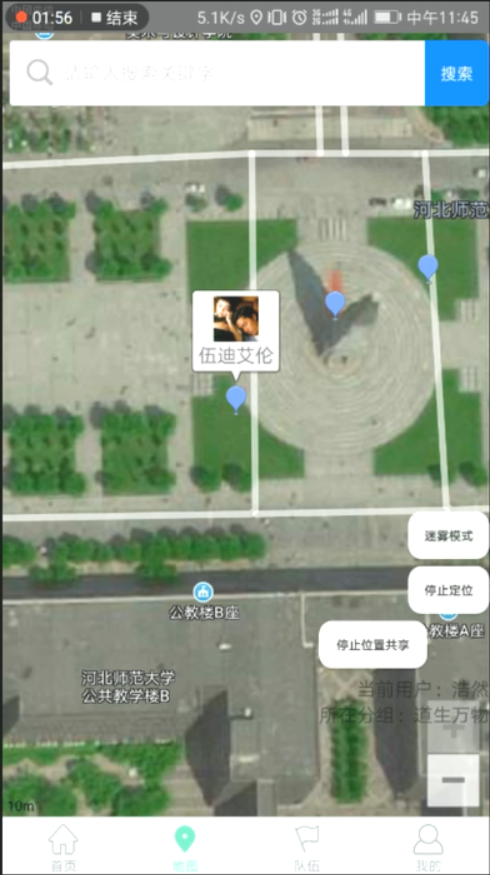 01:56 结束
5.1K/s 中午11:45
请输入搜索关键字
搜索
河北师范
伍迪艾伦
迷雾模式
停止定位
公教楼B座
教楼A座
停止位置共享
河北师范大学
公共教学楼B
当前用户：浩然
所在分组：道生万物
10m
首页 地图 队伍 我的